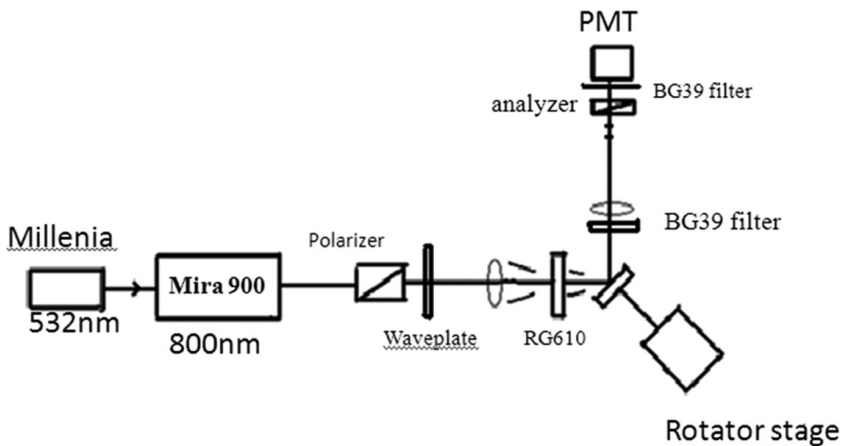 PMT
BG39 filter
analyzer
BG39 filter
Millenia
Polarizer
Mira 900
532nm
800nm
Waveplate
RG610
Rotator stage